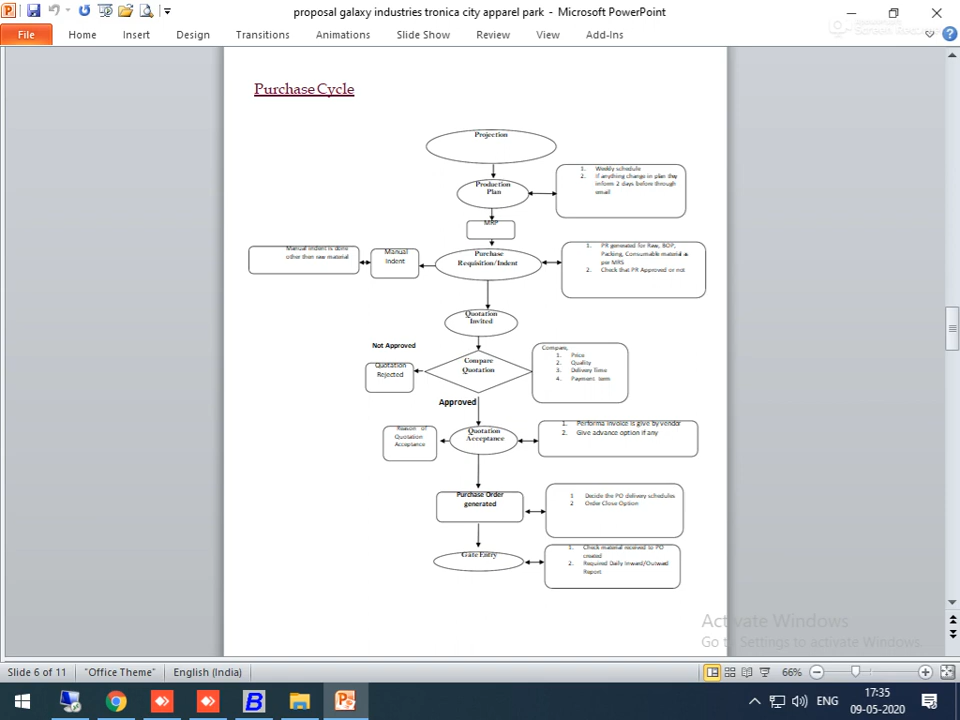 proposal galaxy industries tronica city apparel park - Microsoft PowerPoint
File Home Insert Design Transitions Animations Slide Show Review View Add-Ins
Purchase Cycle
Projection
Production
Plan
1. Weekly schedule
2. If anything change in plan they
inform 2 days before through
email
MRP
Manual indent is done
other then raw material
Manual
Indent
Purchase
Requisition/Indent
1. PR generated for Raw, BOP,
Packing, Consumable material as
per MRS
2. Check that PR Approved or not
Quotation
Invited
Not Approved
Quotation
Rejected
Compare
Quotation
Compare,
1. Price
2. Quality
3. Delivery Time
4. Payment term
Approved
Reason of
Quotation
Acceptance
Quotation
Acceptance
1. Performa Invoice is give by vendor
2. Give advance option if any
Purchase Order
generated
1 Decide the PO delivery schedules
2 Order Close Option
Gate Entry
1. Check material received to PO
created
2. Required Daily Inward/Outward
Report
Activate Windows
Go to Settings to activate Windows.
Slide 6 of 11 "Office Theme" English (India) 66%
ENG 17:35
09-05-2020